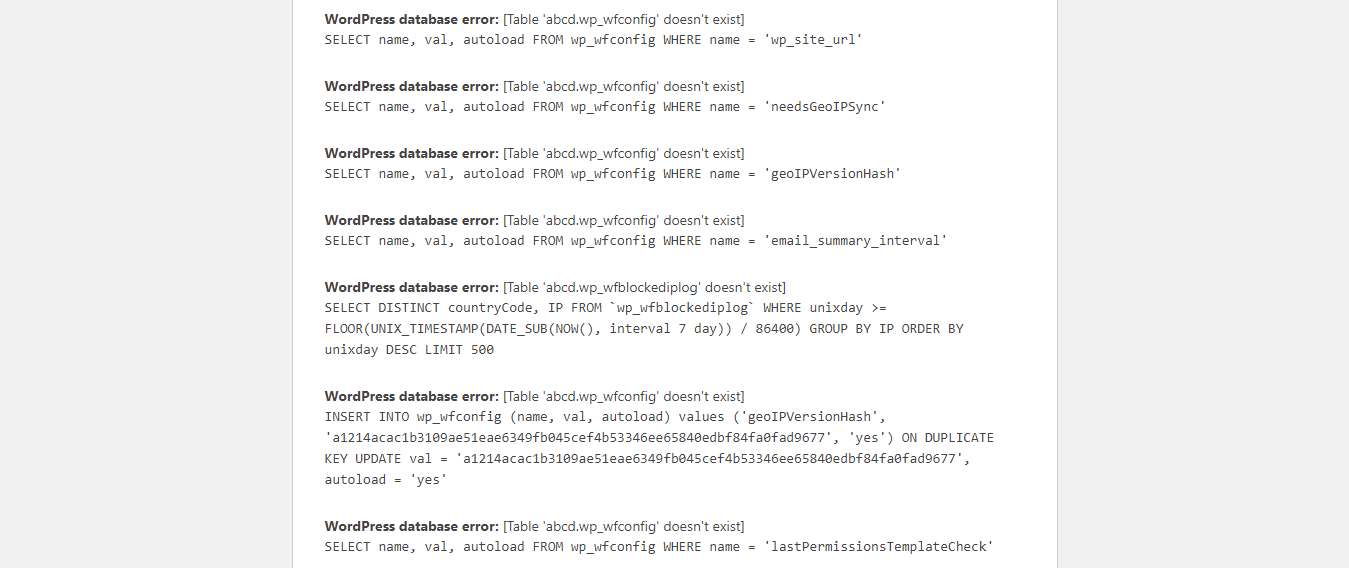 WordPress database error: [Table 'abcd.wp_wfconfig' doesn't exist]
SELECT name, val, autoload FROM wp_wfconfig WHERE name = 'wp_site_url'
WordPress database error: [Table 'abcd.wp_wfconfig' doesn't exist]
SELECT name, val, autoload FROM wp_wfconfig WHERE name = 'needsGeoIPSync'
WordPress database error: [Table 'abcd.wp_wfconfig' doesn't exist]
SELECT name, val, autoload FROM wp_wfconfig WHERE name = 'geoIPVersionHash'
WordPress database error: [Table 'abcd.wp_wfconfig' doesn't exist]
SELECT name, val, autoload FROM wp_wfconfig WHERE name = 'email_summary_interval'
WordPress database error: [Table 'abcd.wp_wfblockediplog' doesn't exist]
SELECT DISTINCT countryCode, IP FROM `wp_wfblockediplog` WHERE unixday >=
FLOOR(UNIX_TIMESTAMP(DATE_SUB(NOW(), interval 7 day)) / 86400) GROUP BY IP ORDER BY
unixday DESC LIMIT 500
WordPress database error: [Table 'abcd.wp_wfconfig' doesn't exist]
INSERT INTO wp_wfconfig (name, val, autoload) values ('geoIPVersionHash',
'a1214acac1b3109ae51eae6349fb045cef4b53346ee65840edbf84fa0fad9677', 'yes') ON DUPLICATE
KEY UPDATE val = 'a1214acac1b3109ae51eae6349fb045cef4b53346ee65840edbf84fa0fad9677',
autoload = 'yes'
WordPress database error: [Table 'abcd.wp_wfconfig' doesn't exist]
SELECT name, val, autoload FROM wp_wfconfig WHERE name = 'lastPermissionsTemplateCheck'